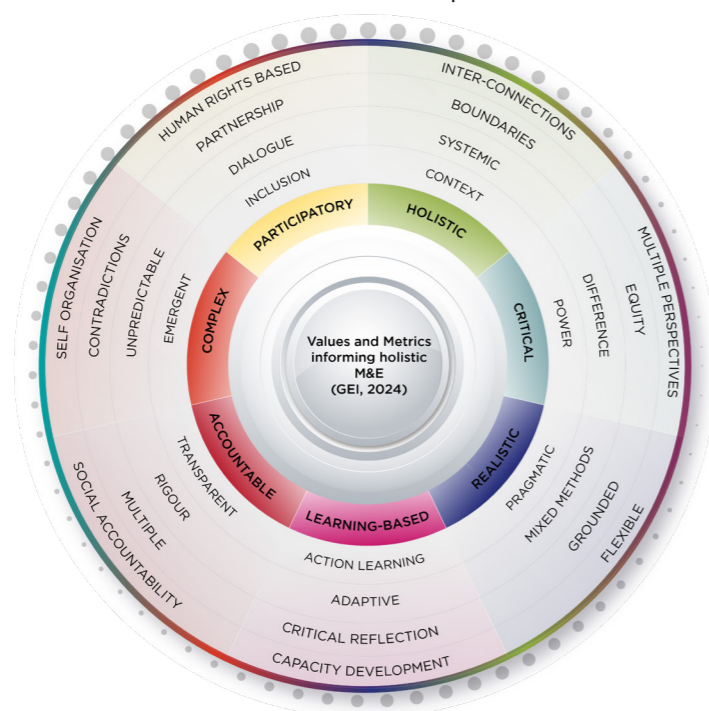 Values and Metrics
informing holistic
M&E
(GEI, 2024)
HOLISTIC
CONTEXT
SYSTEMIC
BOUNDARIES
INTER-CONNECTIONS
CRITICAL
POWER
DIFFERENCE
EQUITY
MULTIPLE PERSPECTIVES
REALISTIC
PRAGMATIC
MIXED METHODS
GROUNDED
FLEXIBLE
LEARNING-BASED
ACTION LEARNING
ADAPTIVE
CRITICAL REFLECTION
CAPACITY DEVELOPMENT
ACCOUNTABLE
TRANSPARENT
RIGOUR
MULTIPLE
SOCIAL ACCOUNTABILITY
COMPLEX
EMERGENT
UNPREDICTABLE
CONTRADICTIONS
SELF ORGANISATION
PARTICIPATORY
INCLUSION
DIALOGUE
PARTNERSHIP
HUMAN RIGHTS BASED